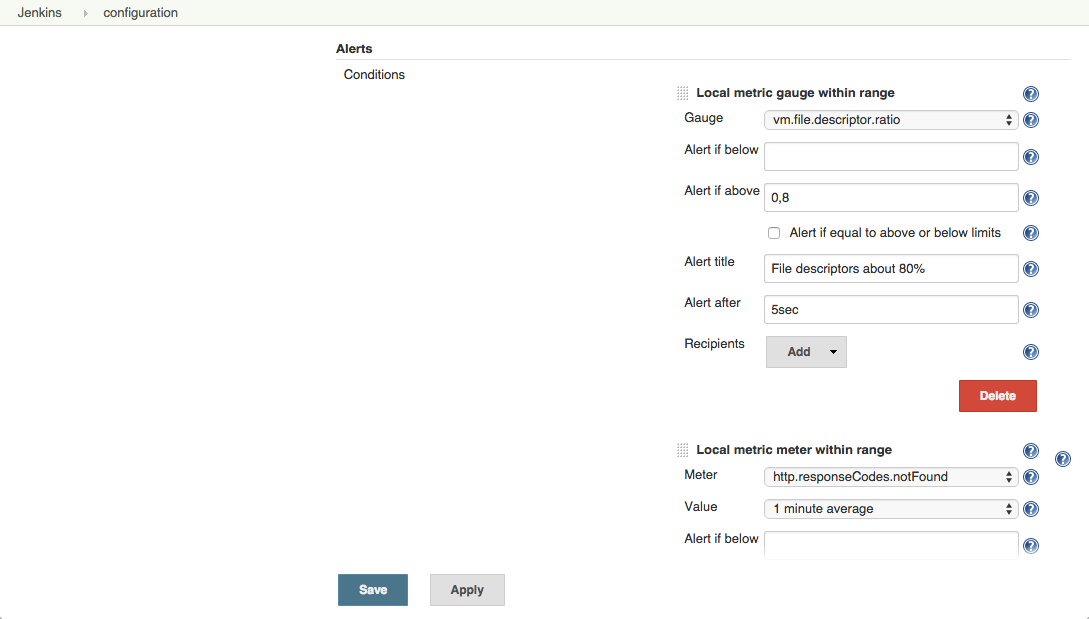 Jenkins configuration
Alerts
Conditions
Local metric gauge within range
Gauge vm.file.descriptor.ratio
Alert if below
Alert if above 0,8
Alert if equal to above or below limits
Alert title File descriptors about 80%
Alert after 5sec
Recipients Add
Delete
Local metric meter within range
Meter http.responseCodes.notFound
Value 1 minute average
Alert if below
Save Apply